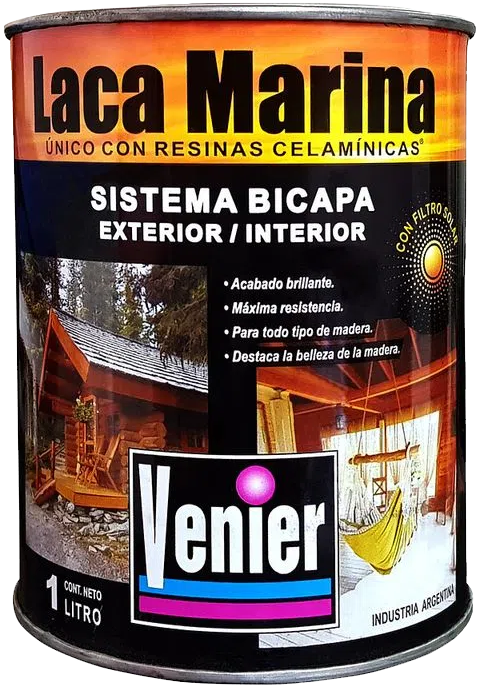 Laca Marina
ÚNICO CON RESINAS CELAMÍNICAS®
SISTEMA BICAPA
EXTERIOR / INTERIOR
CON FILTRO SOLAR
• Acabado brillante.
• Máxima resistencia.
• Para todo tipo de madera.
• Destaca la belleza de la madera.
Venier
1 CONT. NETO
LITRO
INDUSTRIA ARGENTINA